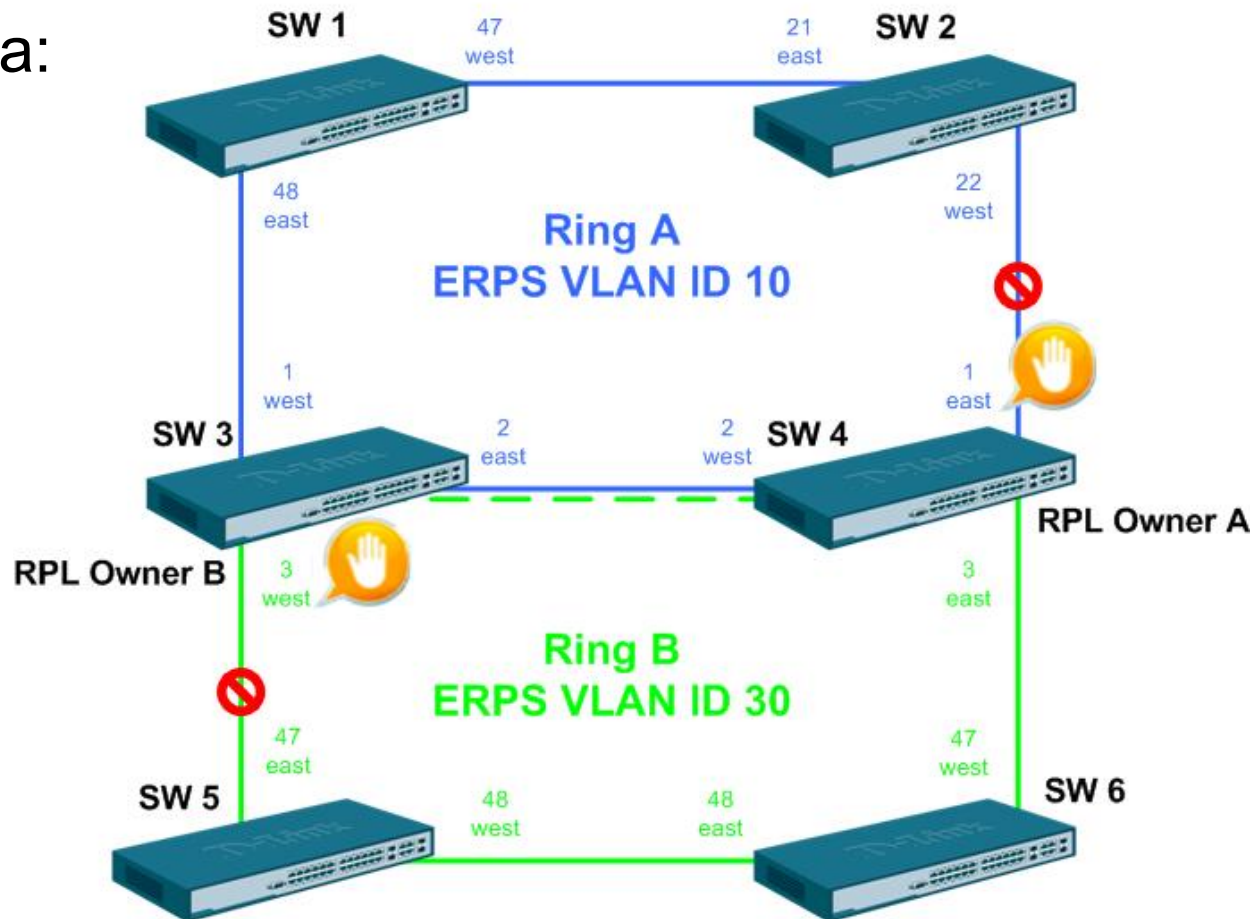 a:
SW 1
47
west
21
east
SW 2
48
east
22
west
Ring A
ERPS VLAN ID 10
1
west
1
east
SW 3
2
east
2
west
SW 4
RPL Owner A
RPL Owner B
3
west
3
east
Ring B
ERPS VLAN ID 30
47
east
47
west
SW 5
48
west
48
east
SW 6